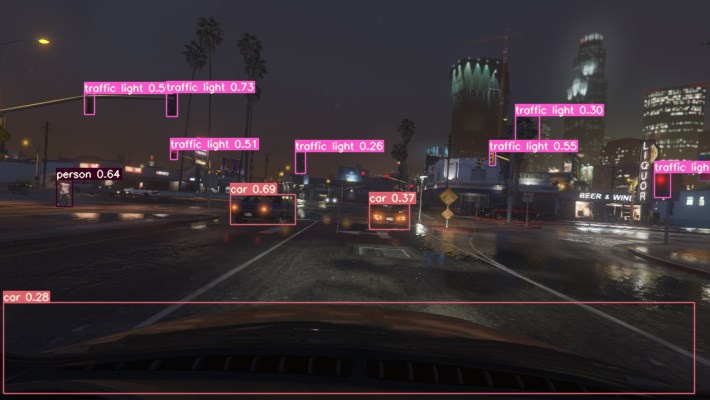 traffic light 0.5
traffic light 0.73
traffic light 0.30
traffic light 0.51
traffic light 0.26
traffic light 0.55
traffic ligh
person 0.64
car 0.69
car 0.37
LIQUOR
BEER & WINE
car 0.28